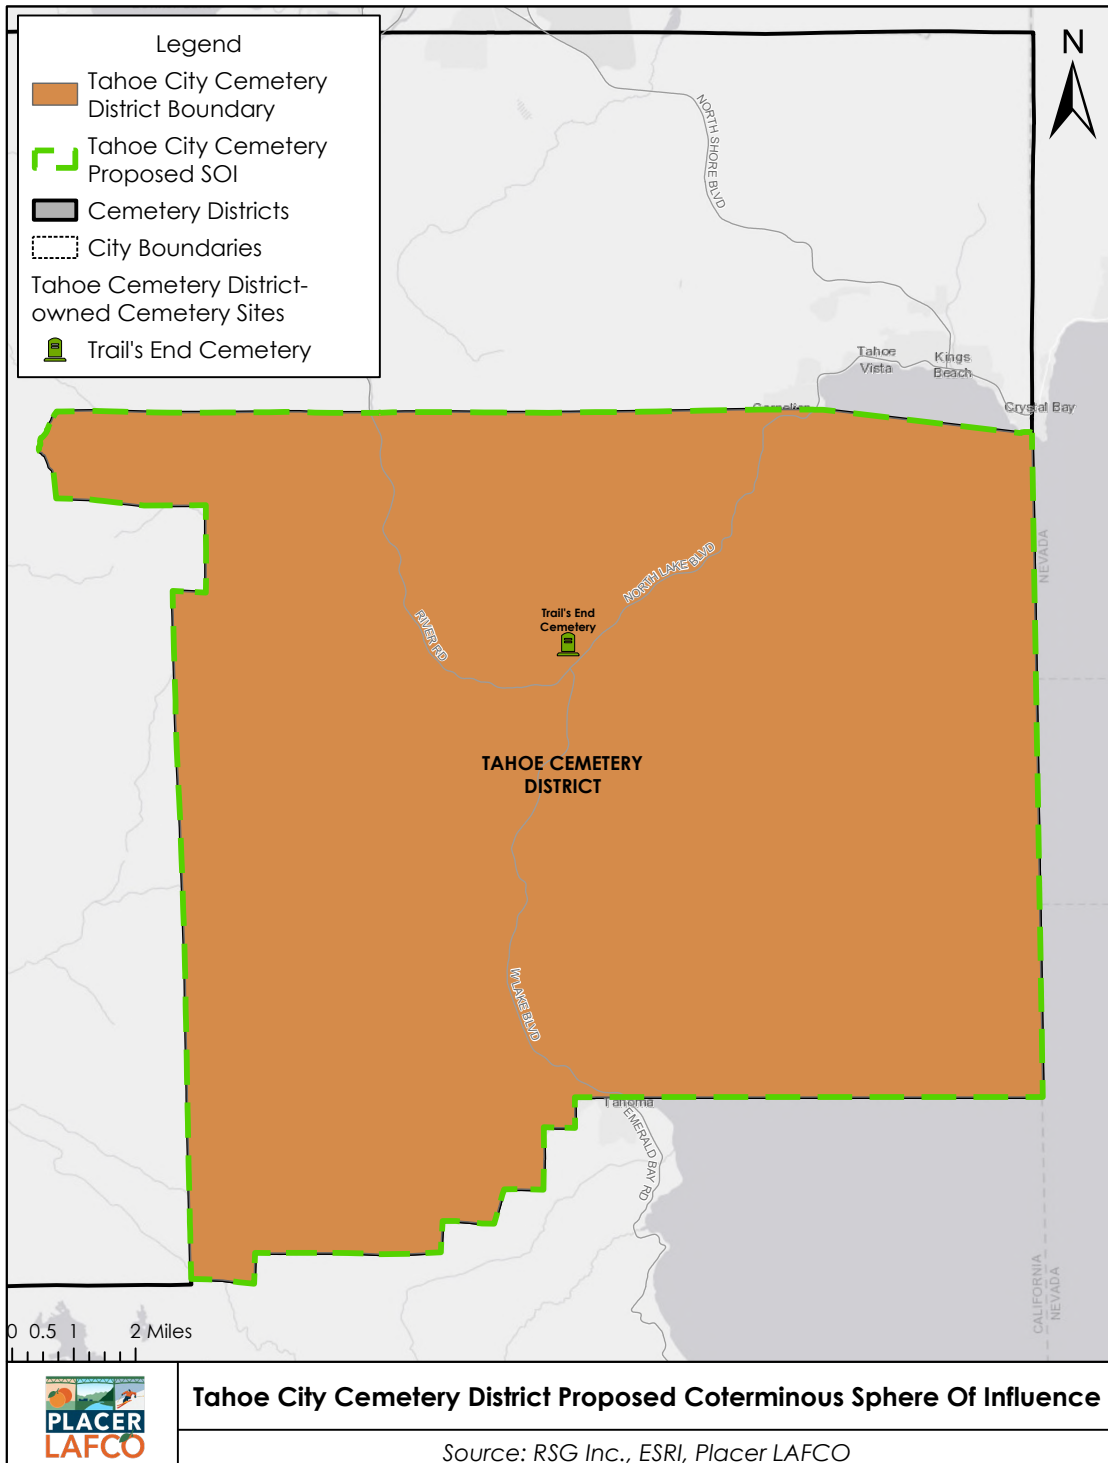 Legend
Tahoe City Cemetery
District Boundary
Tahoe City Cemetery
Proposed SOI
Cemetery Districts
City Boundaries
Tahoe Cemetery District-
owned Cemetery Sites
Trail's End Cemetery
N
NORTH SHORE BLVD
Tahoe
Vista
Kings
Beach
Crystal Bay
NEVADA
NORTH LAKE BLVD
RIVER RD
Trail's End
Cemetery
TAHOE CEMETERY
DISTRICT
W LAKE BLVD
Tahoma
EMERALD BAY RD
CALIFORNIA
NEVADA
0 0.5 1 2 Miles
PLACER
LAFCO
Tahoe City Cemetery District Proposed Coterminous Sphere Of Influence
Source: RSG Inc., ESRI, Placer LAFCO